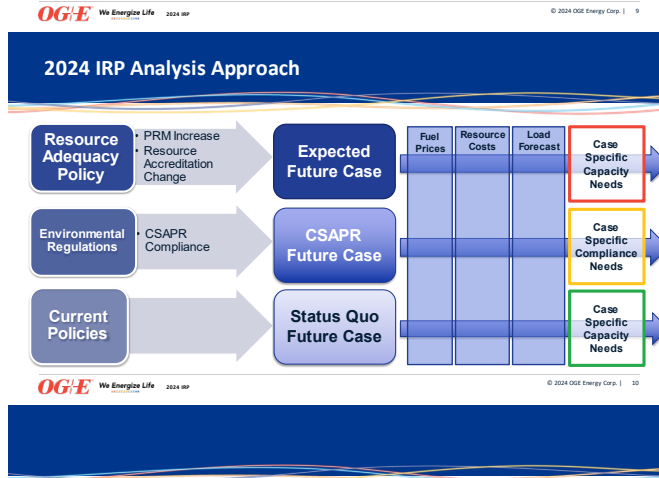 OG+E We Energize Life 2024 IRP © 2024 OGE Energy Corp. | 9
2024 IRP Analysis Approach
Resource
Adequacy
Policy
• PRM Increase
• Resource
Accreditation
Change
Expected
Future Case
Fuel
Prices
Resource
Costs
Load
Forecast
Case
Specific
Capacity
Needs
Environmental
Regulations
• CSAPR
Compliance
CSAPR
Future Case
Case
Specific
Compliance
Needs
Current
Policies
Status Quo
Future Case
Case
Specific
Capacity
Needs
OG+E We Energize Life 2024 IRP © 2024 OGE Energy Corp. | 10